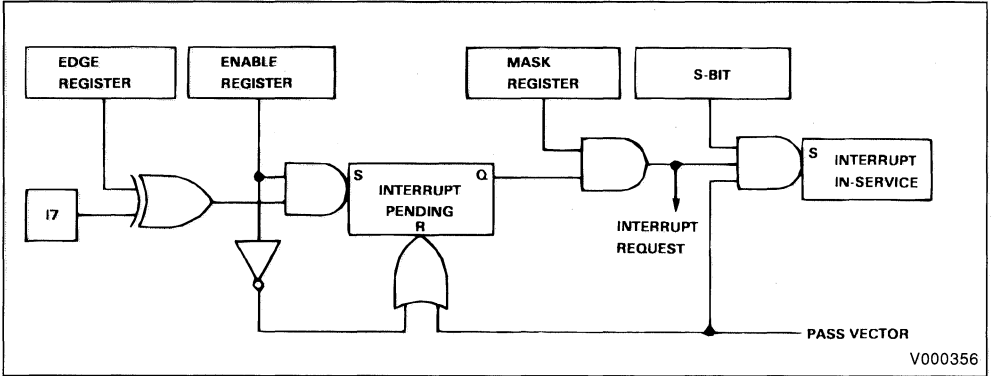 EDGE
REGISTER
ENABLE
REGISTER
MASK
REGISTER
S-BIT
I7
S
Q
INTERRUPT
PENDING
R
S
INTERRUPT
IN-SERVICE
INTERRUPT
REQUEST
PASS VECTOR
V000356